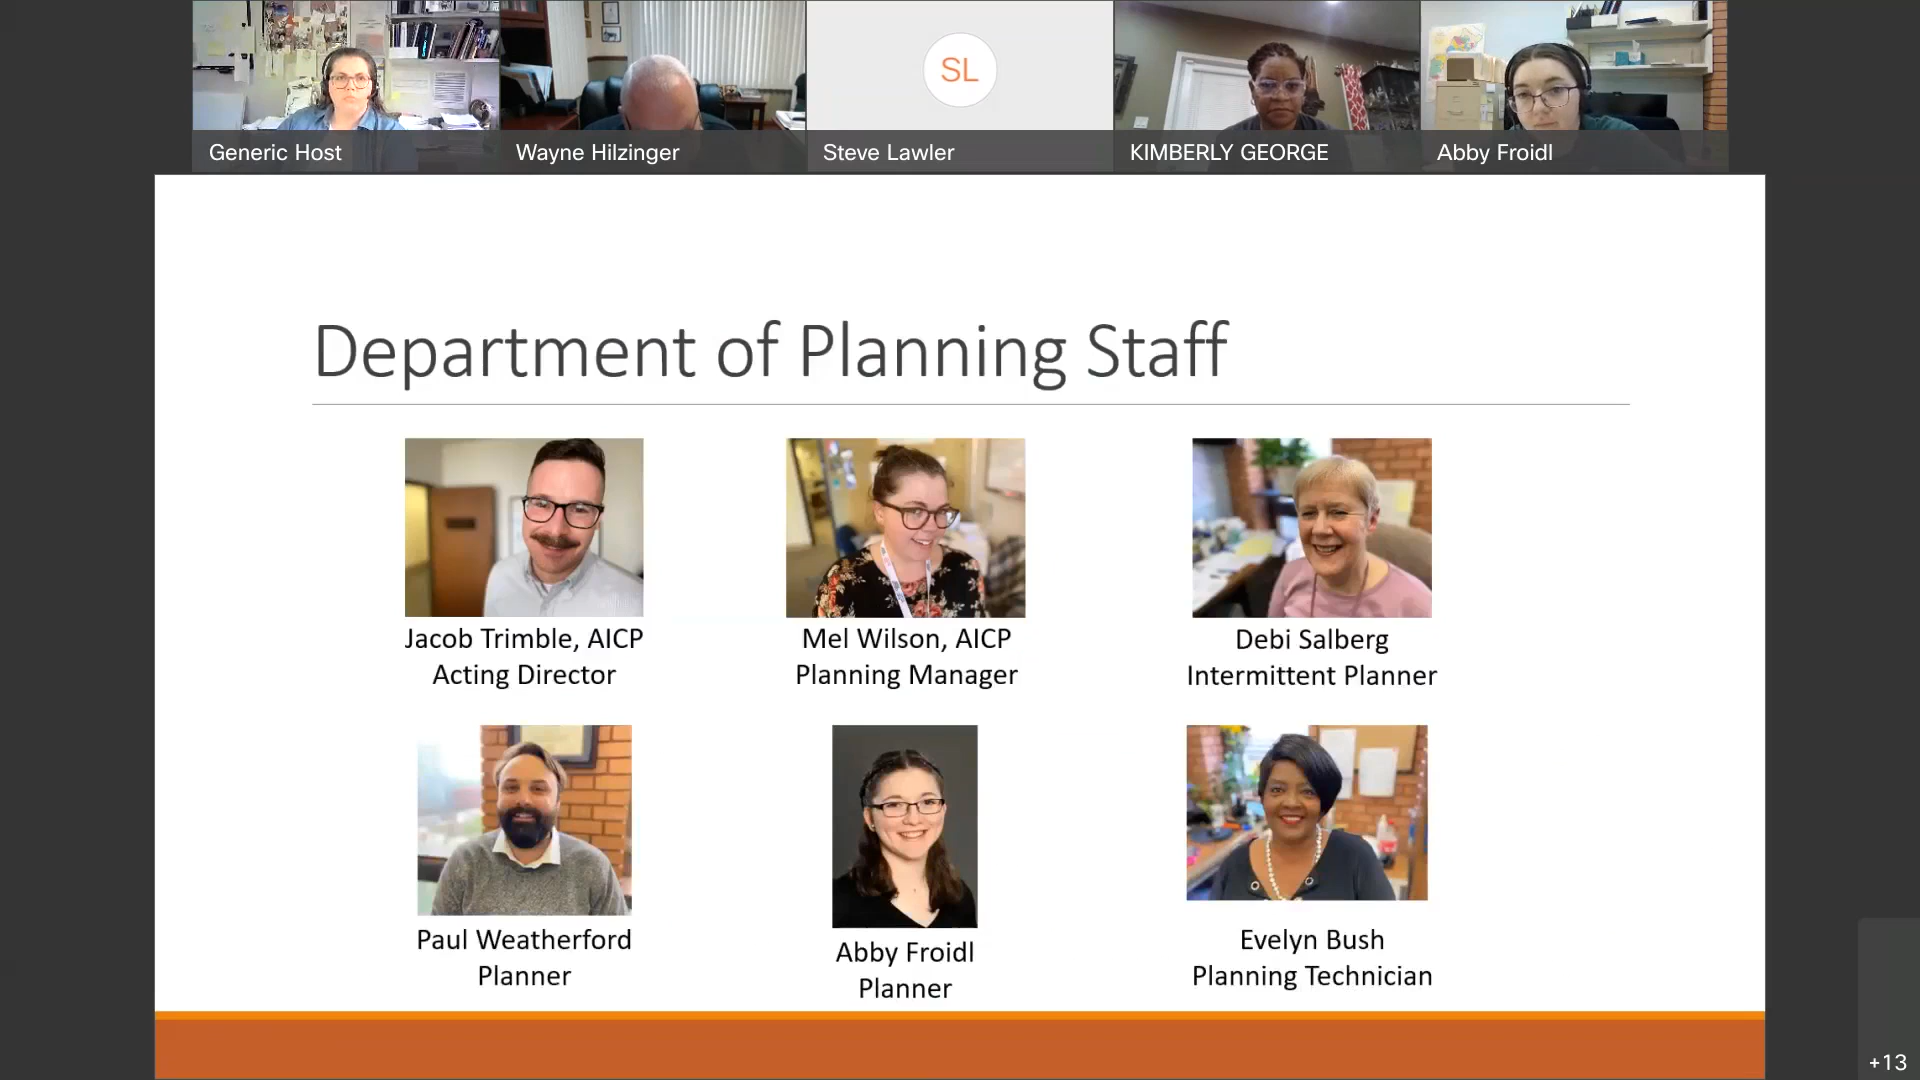 SL
Generic Host
Wayne Hilzinger
Steve Lawler
KIMBERLY GEORGE
Abby Froidl
Department of Planning Staff
Jacob Trimble, AICP
Acting Director
Mel Wilson, AICP
Planning Manager
Debi Salberg
Intermittent Planner
Paul Weatherford
Planner
Abby Froidl
Planner
Evelyn Bush
Planning Technician
+13